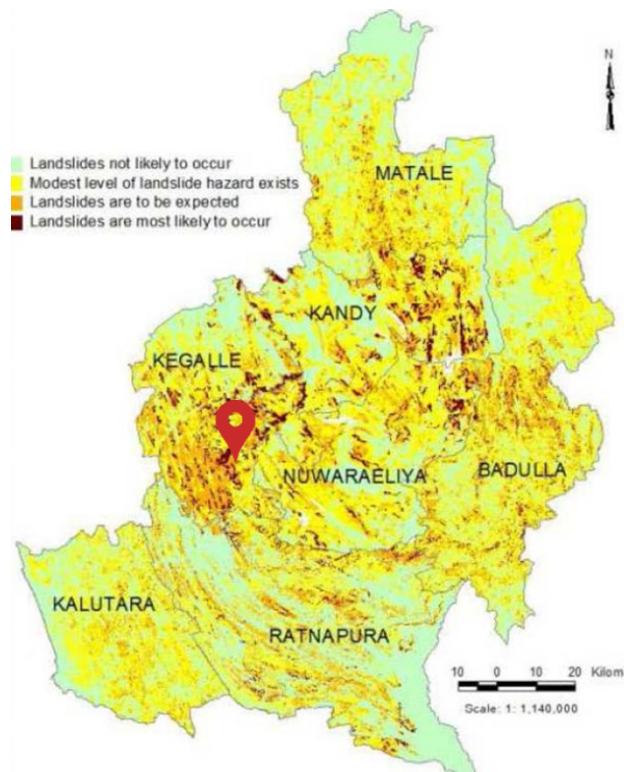 N
Landslides not likely to occur
Modest level of landslide hazard exists
Landslides are to be expected
Landslides are most likely to occur
MATALE
KANDY
KEGALLE
NUWARAELIYA
BADULLA
KALUTARA
RATNAPURA
10 0 10 20 Kilom
Scale: 1: 1,140,000